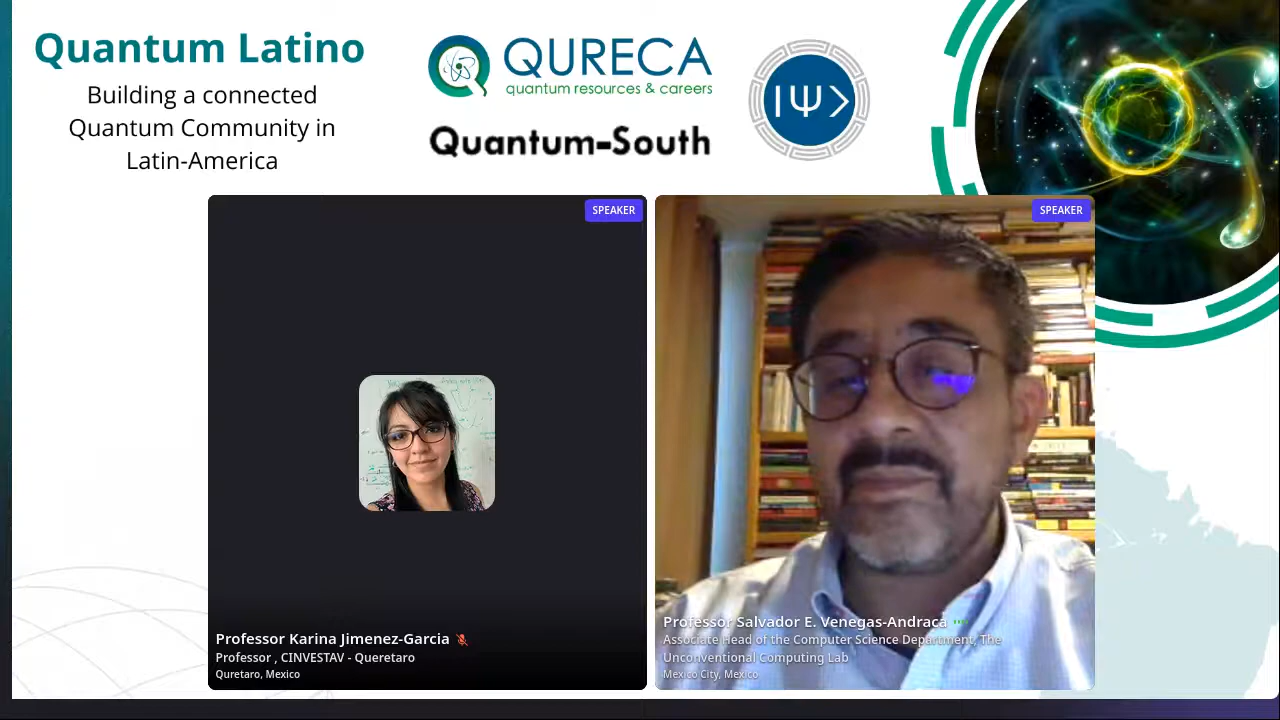 Quantum Latino
Building a connected
Quantum Community in
Latin-America
QURECA
quantum resources & careers
Quantum-South
|Ψ>
SPEAKER
SPEAKER
Professor Karina Jimenez-Garcia
Professor , CINVESTAV - Queretaro
Quretaro, Mexico
Professor Salvador E. Venegas-Andraca
Associate Head of the Computer Science Department, The
Unconventional Computing Lab
Mexico City, Mexico